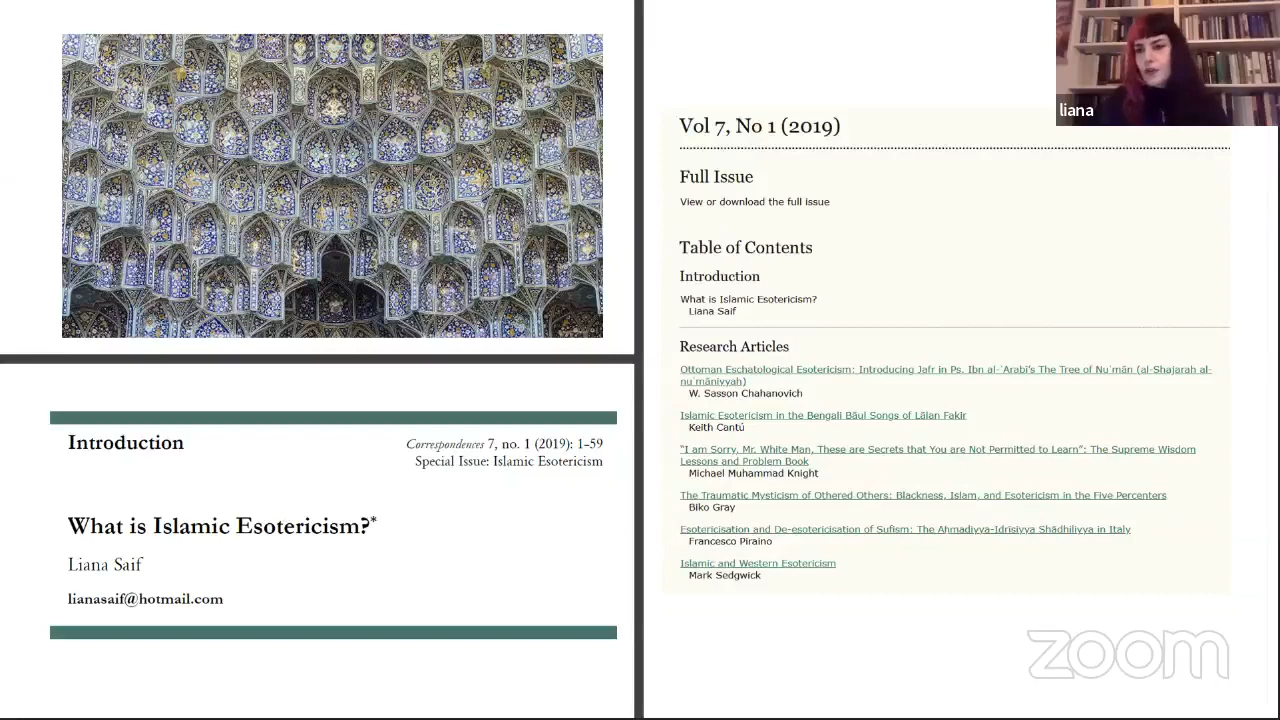 liana
Introduction
Correspondences 7, no. 1 (2019): 1–59
Special Issue: Islamic Esotericism
What is Islamic Esotericism?*
Liana Saif
lianasaif@hotmail.com
Vol 7, No 1 (2019)
Full Issue
View or download the full issue
Table of Contents
Introduction
What is Islamic Esotericism?
Liana Saif
Research Articles
Ottoman Eschatological Esotericism: Introducing Jafr in Ps. Ibn al-ʿArabī's The Tree of Nuʿmān (al-Shajarah al-
nuʿmāniyyah)
W. Sasson Chahanovich
Islamic Esotericism in the Bengali Bāul Songs of Lālan Fakir
Keith Cantú
"I am Sorry, Mr. White Man, These are Secrets that You are Not Permitted to Learn": The Supreme Wisdom
Lessons and Problem Book
Michael Muhammad Knight
The Traumatic Mysticism of Othered Others: Blackness, Islam, and Esotericism in the Five Percenters
Biko Gray
Esotericisation and De-esotericisation of Sufism: The Aḥmadiyya-Idrīsiyya Shādhiliyya in Italy
Francesco Piraino
Islamic and Western Esotericism
Mark Sedgwick
zoom